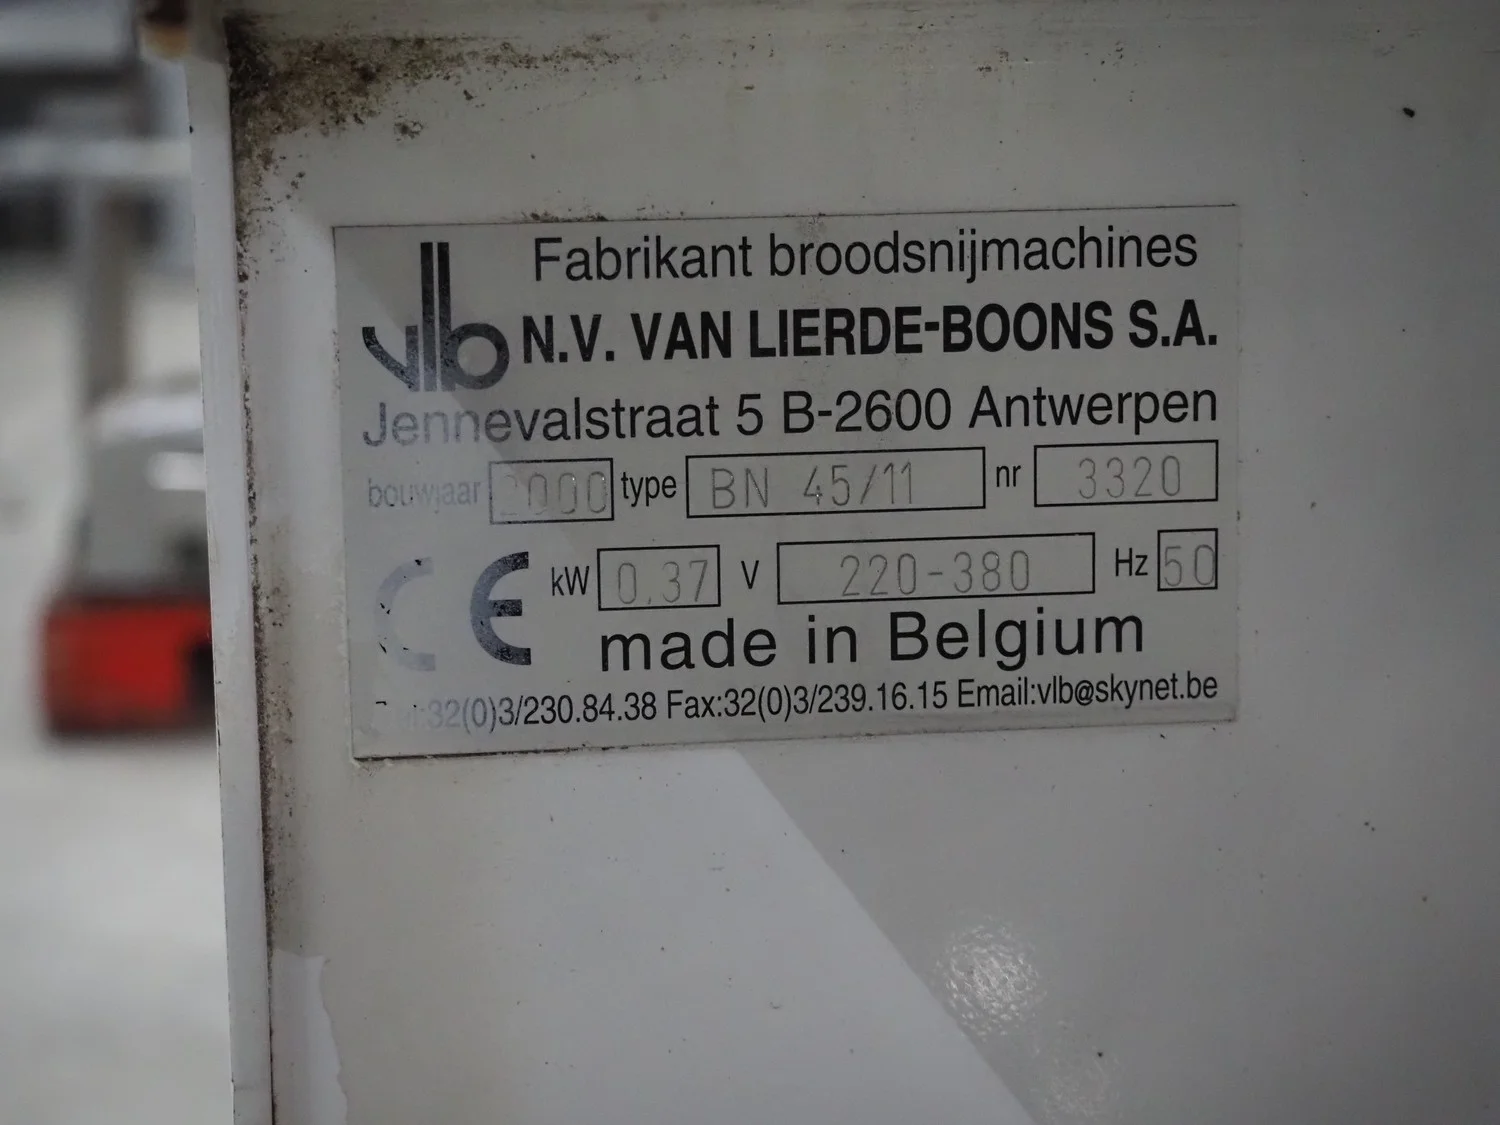 vlb
Fabrikant broodsnijmachines
N.V. VAN LIERDE-BOONS S.A.
Jennevalstraat 5 B-2600 Antwerpen
bouwjaar 2000 type BN 45/11 nr 3320
CE kW 0.37 V 220-380 Hz 50
made in Belgium
32(0)3/230.84.38 Fax:32(0)3/239.16.15 Email:vlb@skynet.be